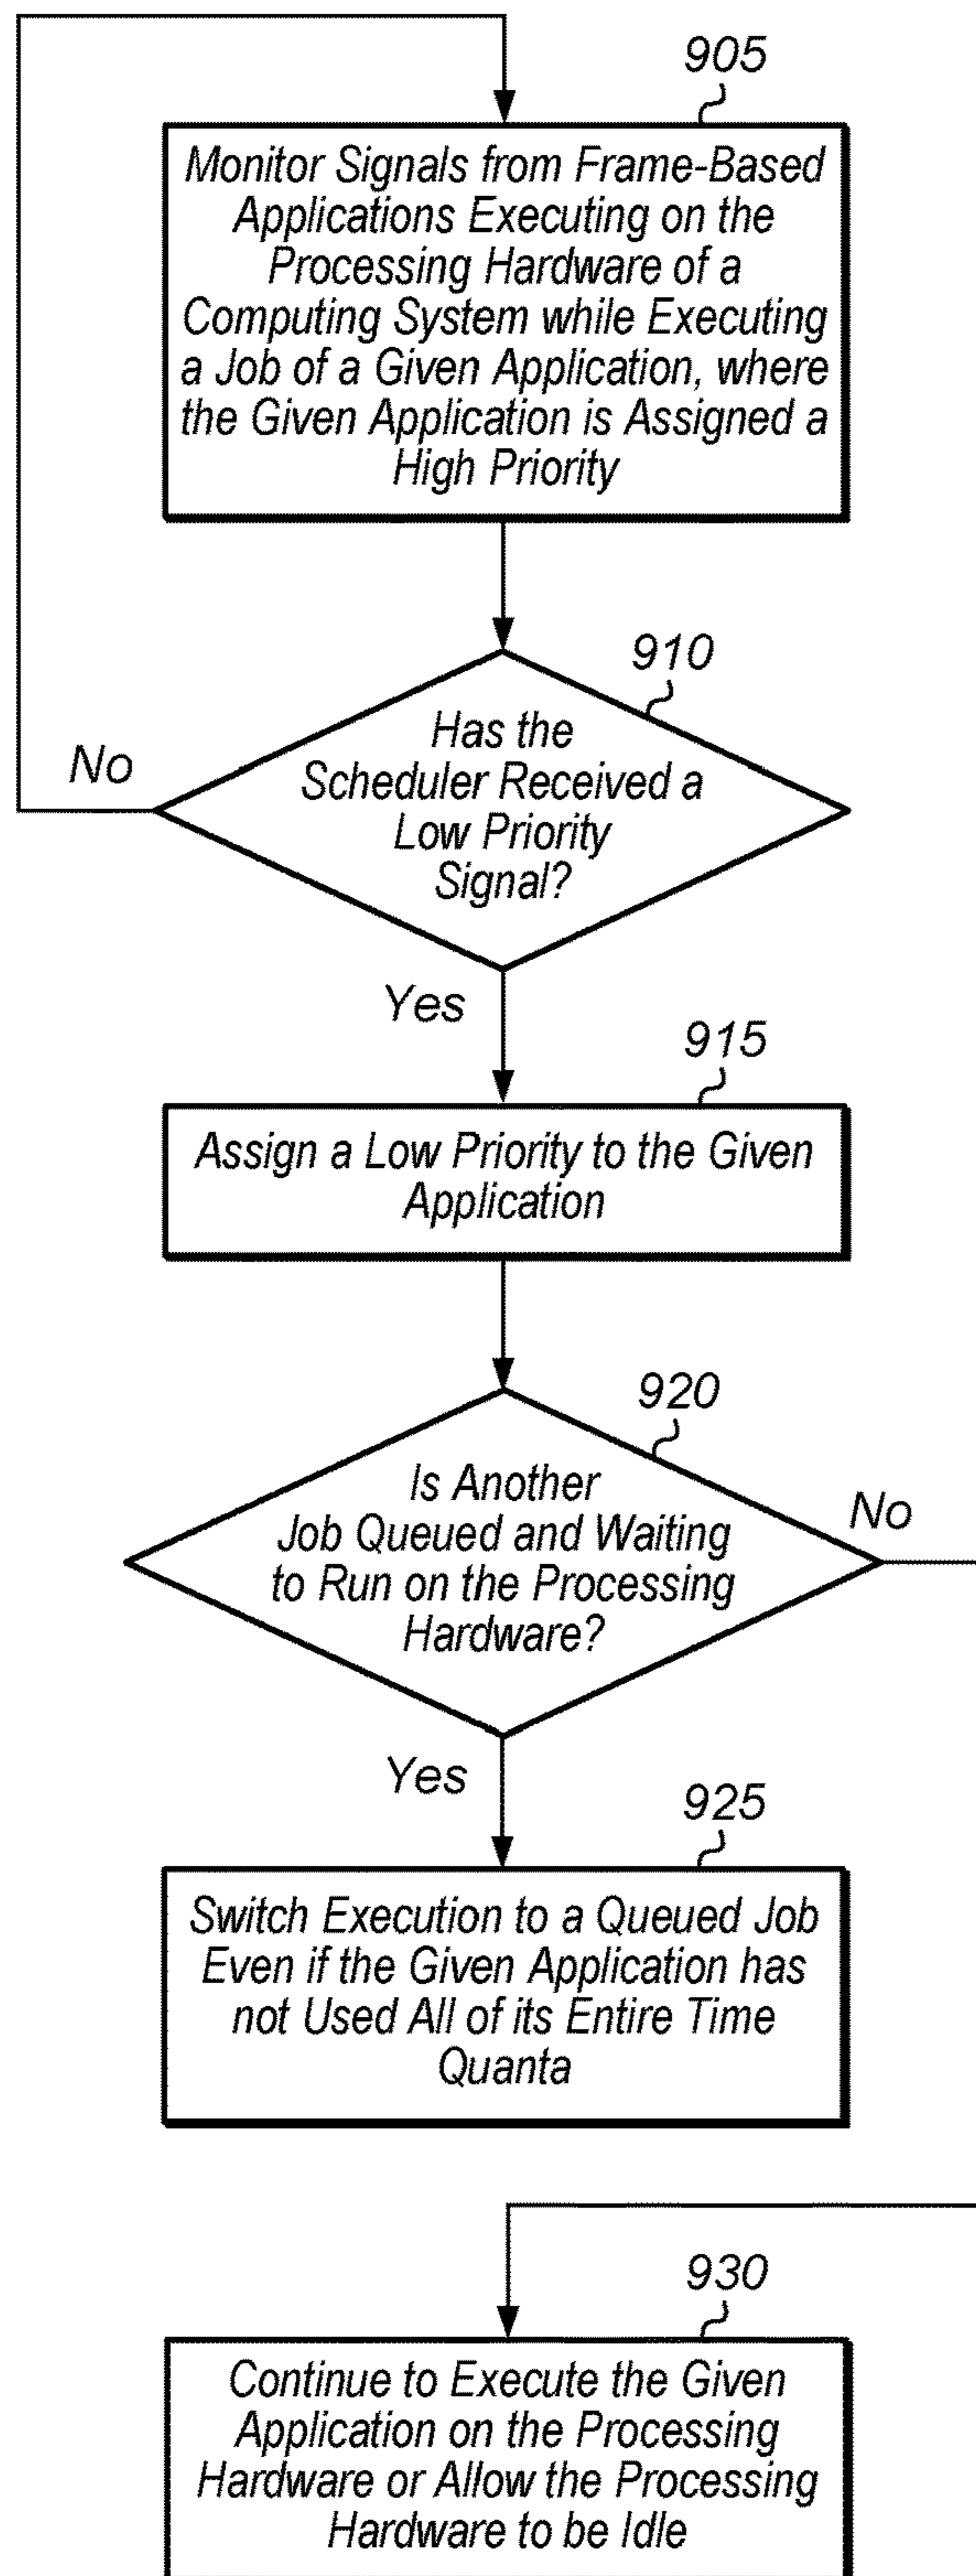 905
Monitor Signals from Frame-Based
Applications Executing on the
Processing Hardware of a
Computing System while Executing
a Job of a Given Application, where
the Given Application is Assigned a
High Priority
910
Has the
Scheduler Received a
Low Priority
Signal?
No
Yes
915
Assign a Low Priority to the Given
Application
920
Is Another
Job Queued and Waiting
to Run on the Processing
Hardware?
No
Yes
925
Switch Execution to a Queued Job
Even if the Given Application has
not Used All of its Entire Time
Quanta
930
Continue to Execute the Given
Application on the Processing
Hardware or Allow the Processing
Hardware to be Idle